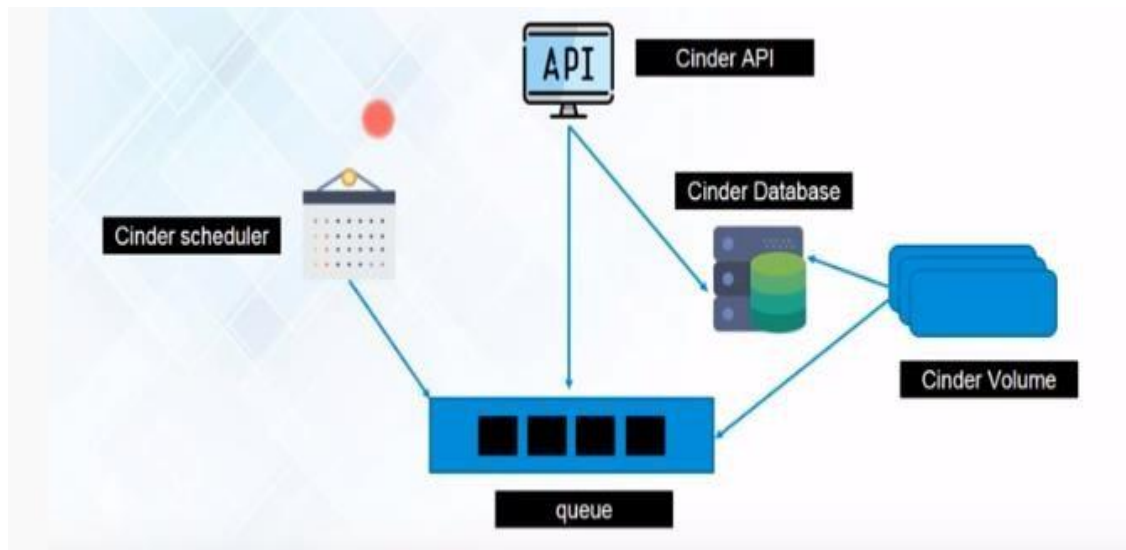 API
Cinder API
Cinder Database
Cinder scheduler
Cinder Volume
queue